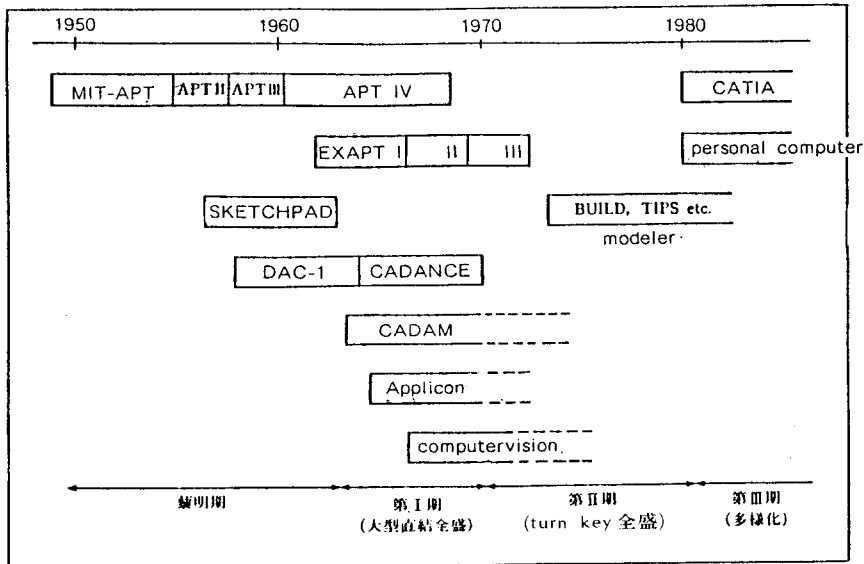 1950 1960 1970 1980
MIT-APT APT II APT III APT IV CATIA
EXAPT I II III personal computer
SKETCHPAD BUILD, TIPS etc.
modeler
DAC-1 CADANCE
CADAM
Applicon
computervision
黎明期 第I期 第II期 第III期
(大型直結全盛) (turn key 全盛) (多様化)